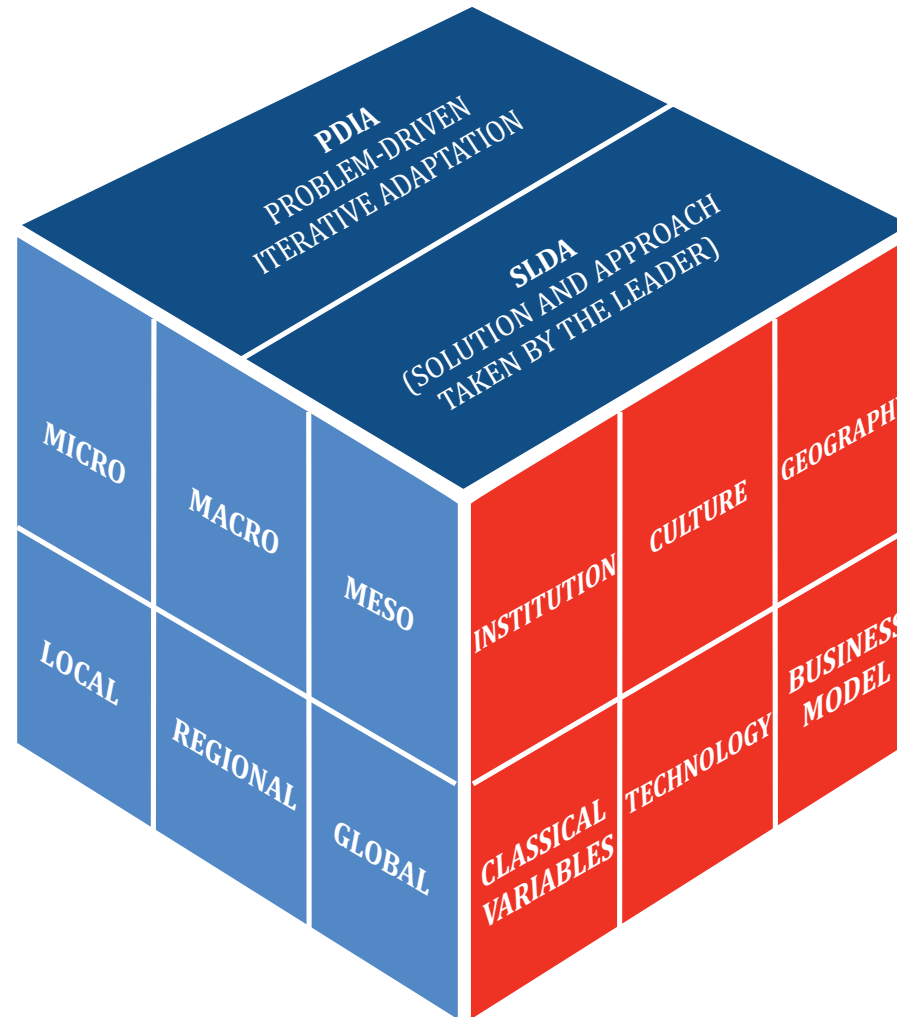 PDIA
PROBLEM-DRIVEN
ITERATIVE ADAPTATION
SLDA
(SOLUTION AND APPROACH
TAKEN BY THE LEADER)
MICRO
MACRO
MESO
LOCAL
REGIONAL
GLOBAL
INSTITUTION
CULTURE
GEOGRAPHY
CLASSICAL
VARIABLES
TECHNOLOGY
BUSINESS
MODEL